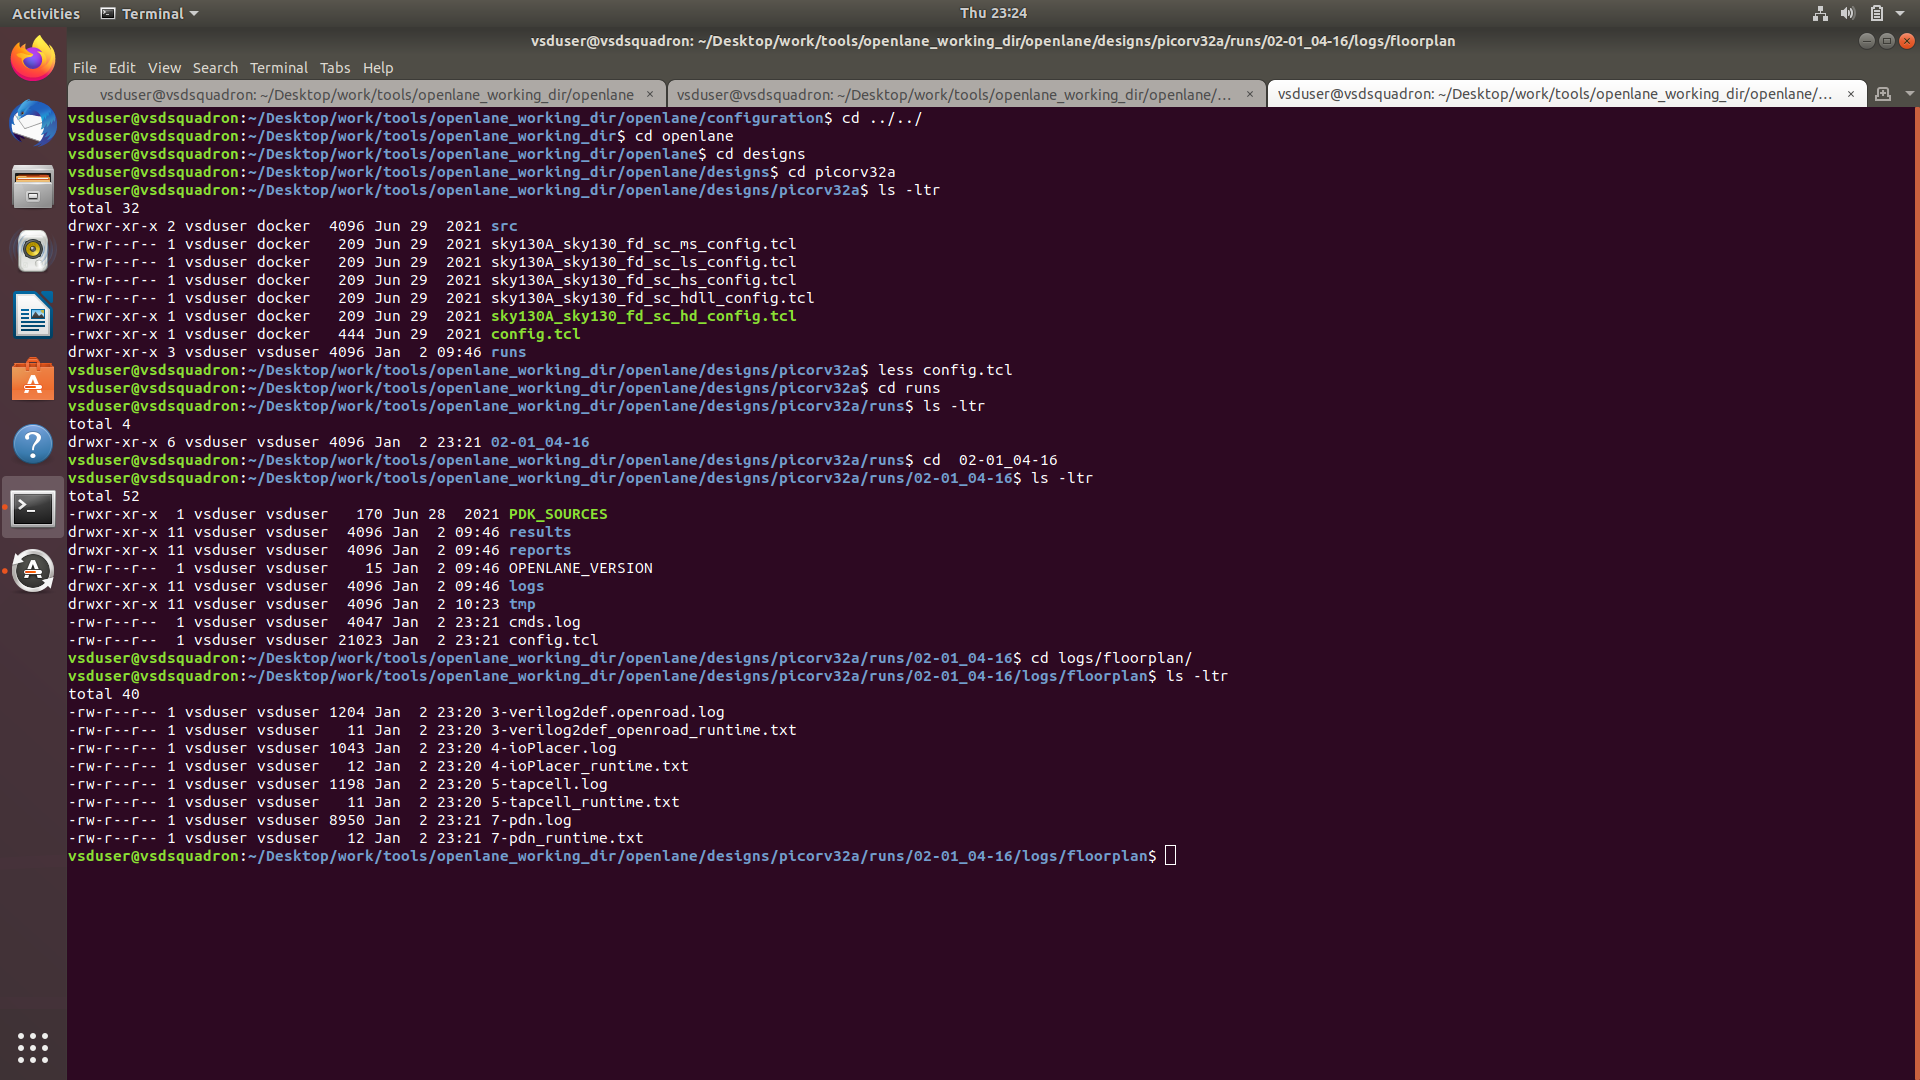 Activities Terminal Thu 23:24
vsduser@vsdsquadron: ~/Desktop/work/tools/openlane_working_dir/openlane/designs/picorv32a/runs/02-01_04-16/logs/floorplan
File Edit View Search Terminal Tabs Help
vsduser@vsdsquadron: ~/Desktop/work/tools/openlane_working_dir/openlane × vsduser@vsdsquadron: ~/Desktop/work/tools/openlane_working_dir/openlane/... × vsduser@vsdsquadron: ~/Desktop/work/tools/openlane_working_dir/openlane/... ×
vsduser@vsdsquadron:~/Desktop/work/tools/openlane_working_dir/openlane/configuration$ cd ../../
vsduser@vsdsquadron:~/Desktop/work/tools/openlane_working_dir$ cd openlane
vsduser@vsdsquadron:~/Desktop/work/tools/openlane_working_dir/openlane$ cd designs
vsduser@vsdsquadron:~/Desktop/work/tools/openlane_working_dir/openlane/designs$ cd picorv32a
vsduser@vsdsquadron:~/Desktop/work/tools/openlane_working_dir/openlane/designs/picorv32a$ ls -ltr
total 32
drwxr-xr-x 2 vsduser docker  4096 Jun 29  2021 src
-rw-r--r-- 1 vsduser docker   209 Jun 29  2021 sky130A_sky130_fd_sc_ms_config.tcl
-rw-r--r-- 1 vsduser docker   209 Jun 29  2021 sky130A_sky130_fd_sc_ls_config.tcl
-rw-r--r-- 1 vsduser docker   209 Jun 29  2021 sky130A_sky130_fd_sc_hs_config.tcl
-rw-r--r-- 1 vsduser docker   209 Jun 29  2021 sky130A_sky130_fd_sc_hdll_config.tcl
-rwxr-xr-x 1 vsduser docker   209 Jun 29  2021 sky130A_sky130_fd_sc_hd_config.tcl
-rwxr-xr-x 1 vsduser docker   444 Jun 29  2021 config.tcl
drwxr-xr-x 3 vsduser vsduser 4096 Jan  2 09:46 runs
vsduser@vsdsquadron:~/Desktop/work/tools/openlane_working_dir/openlane/designs/picorv32a$ less config.tcl
vsduser@vsdsquadron:~/Desktop/work/tools/openlane_working_dir/openlane/designs/picorv32a$ cd runs
vsduser@vsdsquadron:~/Desktop/work/tools/openlane_working_dir/openlane/designs/picorv32a/runs$ ls -ltr
total 4
drwxr-xr-x 6 vsduser vsduser 4096 Jan  2 23:21 02-01_04-16
vsduser@vsdsquadron:~/Desktop/work/tools/openlane_working_dir/openlane/designs/picorv32a/runs$ cd  02-01_04-16
vsduser@vsdsquadron:~/Desktop/work/tools/openlane_working_dir/openlane/designs/picorv32a/runs/02-01_04-16$ ls -ltr
total 52
-rwxr-xr-x  1 vsduser vsduser   170 Jun 28  2021 PDK_SOURCES
drwxr-xr-x 11 vsduser vsduser  4096 Jan  2 09:46 results
drwxr-xr-x 11 vsduser vsduser  4096 Jan  2 09:46 reports
-rw-r--r--  1 vsduser vsduser    15 Jan  2 09:46 OPENLANE_VERSION
drwxr-xr-x 11 vsduser vsduser  4096 Jan  2 09:46 logs
drwxr-xr-x 11 vsduser vsduser  4096 Jan  2 10:23 tmp
-rw-r--r--  1 vsduser vsduser  4047 Jan  2 23:21 cmds.log
-rw-r--r--  1 vsduser vsduser 21023 Jan  2 23:21 config.tcl
vsduser@vsdsquadron:~/Desktop/work/tools/openlane_working_dir/openlane/designs/picorv32a/runs/02-01_04-16$ cd logs/floorplan/
vsduser@vsdsquadron:~/Desktop/work/tools/openlane_working_dir/openlane/designs/picorv32a/runs/02-01_04-16/logs/floorplan$ ls -ltr
total 40
-rw-r--r-- 1 vsduser vsduser 1204 Jan  2 23:20 3-verilog2def.openroad.log
-rw-r--r-- 1 vsduser vsduser   11 Jan  2 23:20 3-verilog2def_openroad_runtime.txt
-rw-r--r-- 1 vsduser vsduser 1043 Jan  2 23:20 4-ioPlacer.log
-rw-r--r-- 1 vsduser vsduser   12 Jan  2 23:20 4-ioPlacer_runtime.txt
-rw-r--r-- 1 vsduser vsduser 1198 Jan  2 23:20 5-tapcell.log
-rw-r--r-- 1 vsduser vsduser   11 Jan  2 23:20 5-tapcell_runtime.txt
-rw-r--r-- 1 vsduser vsduser 8950 Jan  2 23:21 7-pdn.log
-rw-r--r-- 1 vsduser vsduser   12 Jan  2 23:21 7-pdn_runtime.txt
vsduser@vsdsquadron:~/Desktop/work/tools/openlane_working_dir/openlane/designs/picorv32a/runs/02-01_04-16/logs/floorplan$